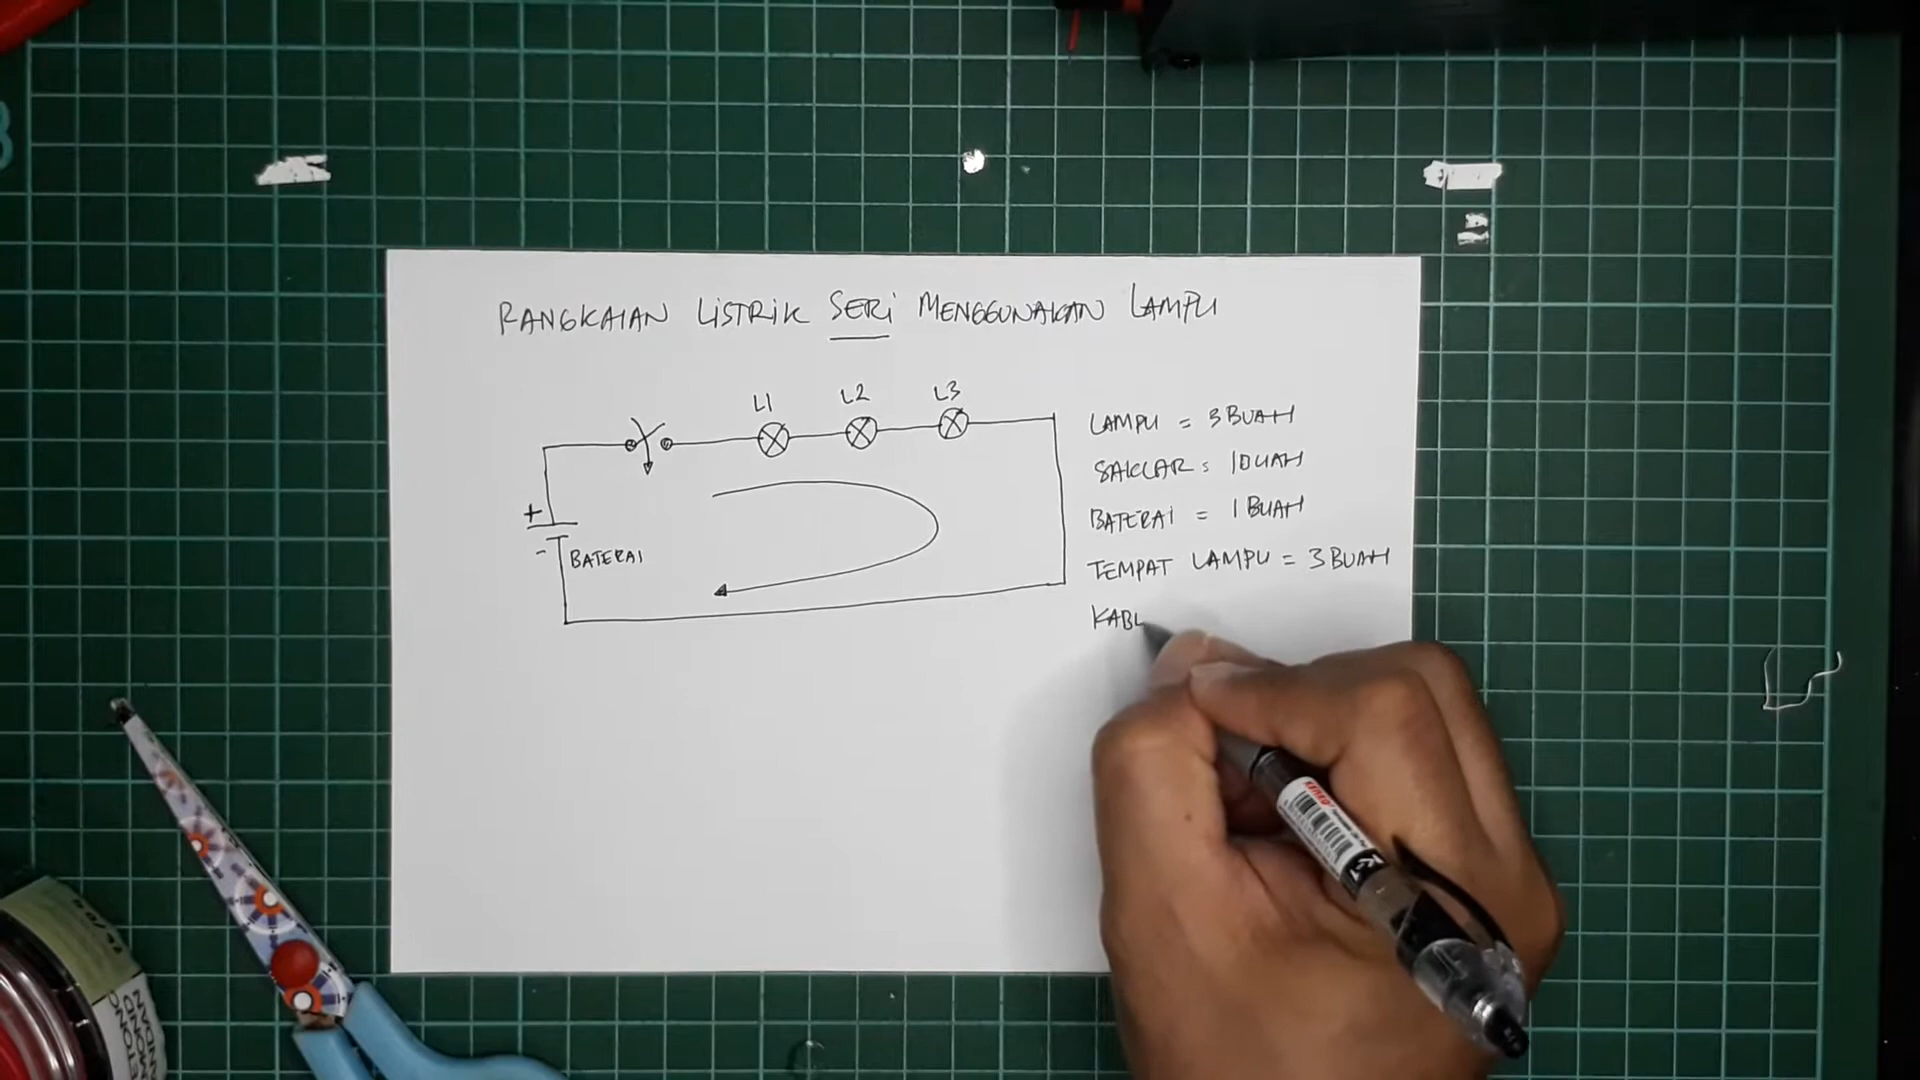 RANGKAIAN LISTRIK SERI MENGGUNAKAN LAMPU
L1 L2 L3
+
- BATERAI
LAMPU = 3 BUAH
SAKLAR = 1 BUAH
BATERAI = 1 BUAH
TEMPAT LAMPU = 3 BUAH
KABL
KENKO